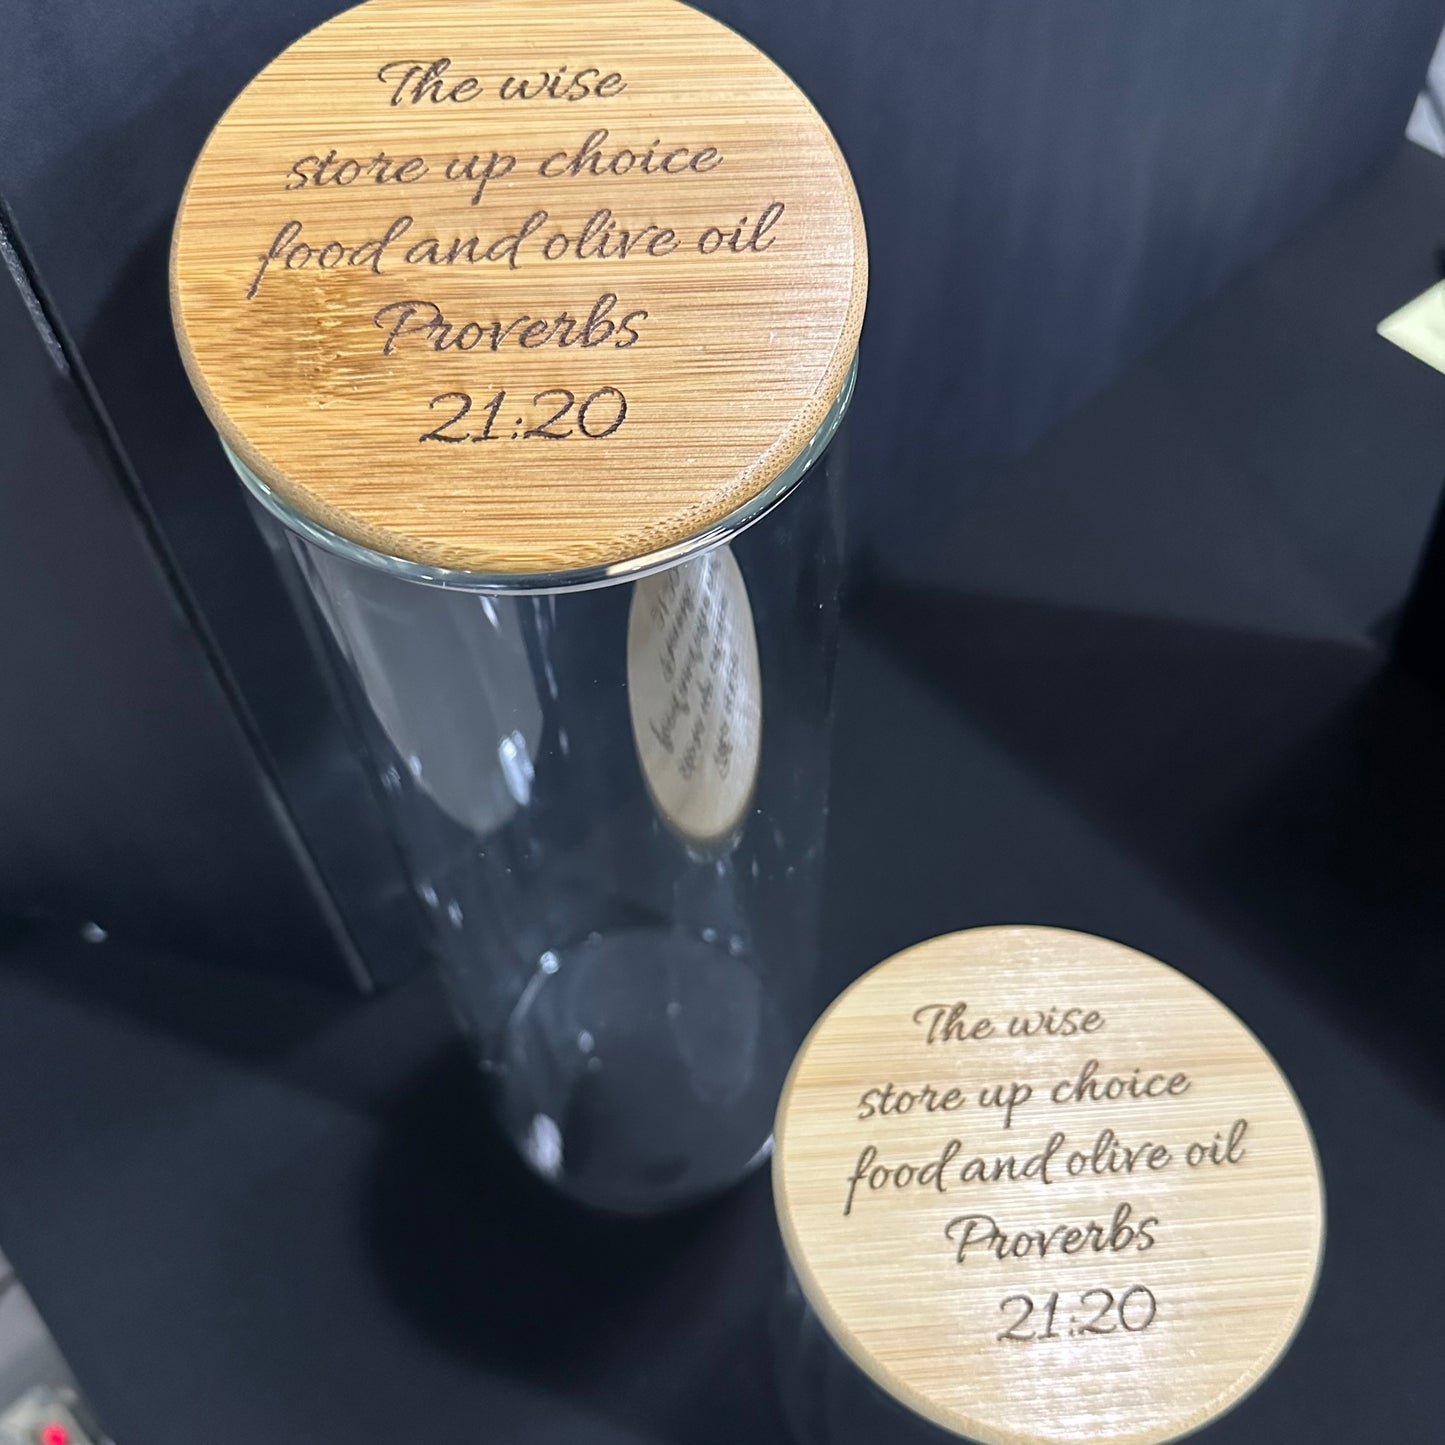 The wise
store up choice
food and olive oil
Proverbs
21:20
The wise
store up choice
food and olive oil
Proverbs
21:20